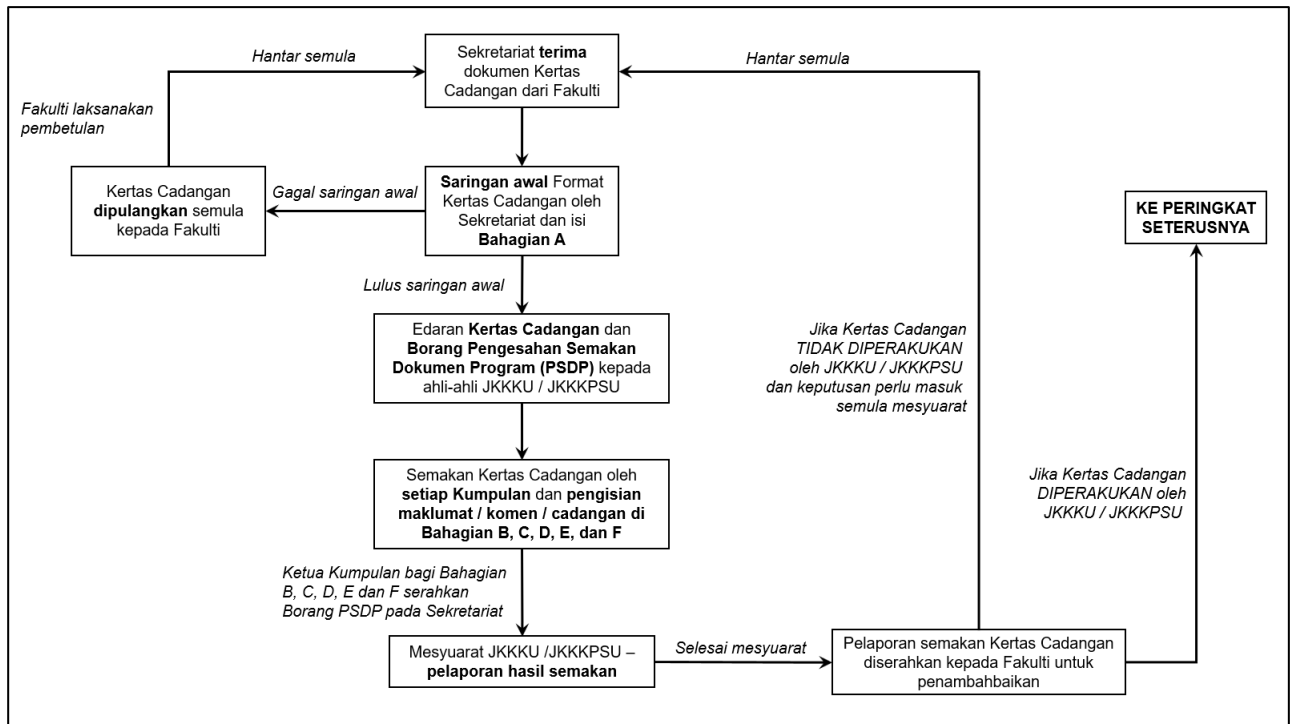 Hantar semula
Sekretariat terima
dokumen Kertas
Cadangan dari Fakulti
Hantar semula
Fakulti laksanakan
pembetulan
Kertas Cadangan
dipulangkan semula
kepada Fakulti
Gagal saringan awal
Saringan awal Format
Kertas Cadangan oleh
Sekretariat dan isi
Bahagian A
KE PERINGKAT
SETERUSNYA
Lulus saringan awal
Edaran Kertas Cadangan dan
Borang Pengesahan Semakan
Dokumen Program (PSDP) kepada
ahli-ahli JKKKU / JKKKPSU
Jika Kertas Cadangan
TIDAK DIPERAKUKAN
oleh JKKKU / JKKKPSU
dan keputusan perlu masuk
semula mesyuarat
Semakan Kertas Cadangan oleh
setiap Kumpulan dan pengisian
maklumat / komen / cadangan di
Bahagian B, C, D, E, dan F
Jika Kertas Cadangan
DIPERAKUKAN oleh
JKKKU / JKKKPSU
Ketua Kumpulan bagi Bahagian
B, C, D, E dan F serahkan
Borang PSDP pada Sekretariat
Mesyuarat JKKKU /JKKKPSU –
pelaporan hasil semakan
Selesai mesyuarat
Pelaporan semakan Kertas Cadangan
diserahkan kepada Fakulti untuk
penambahbaikan